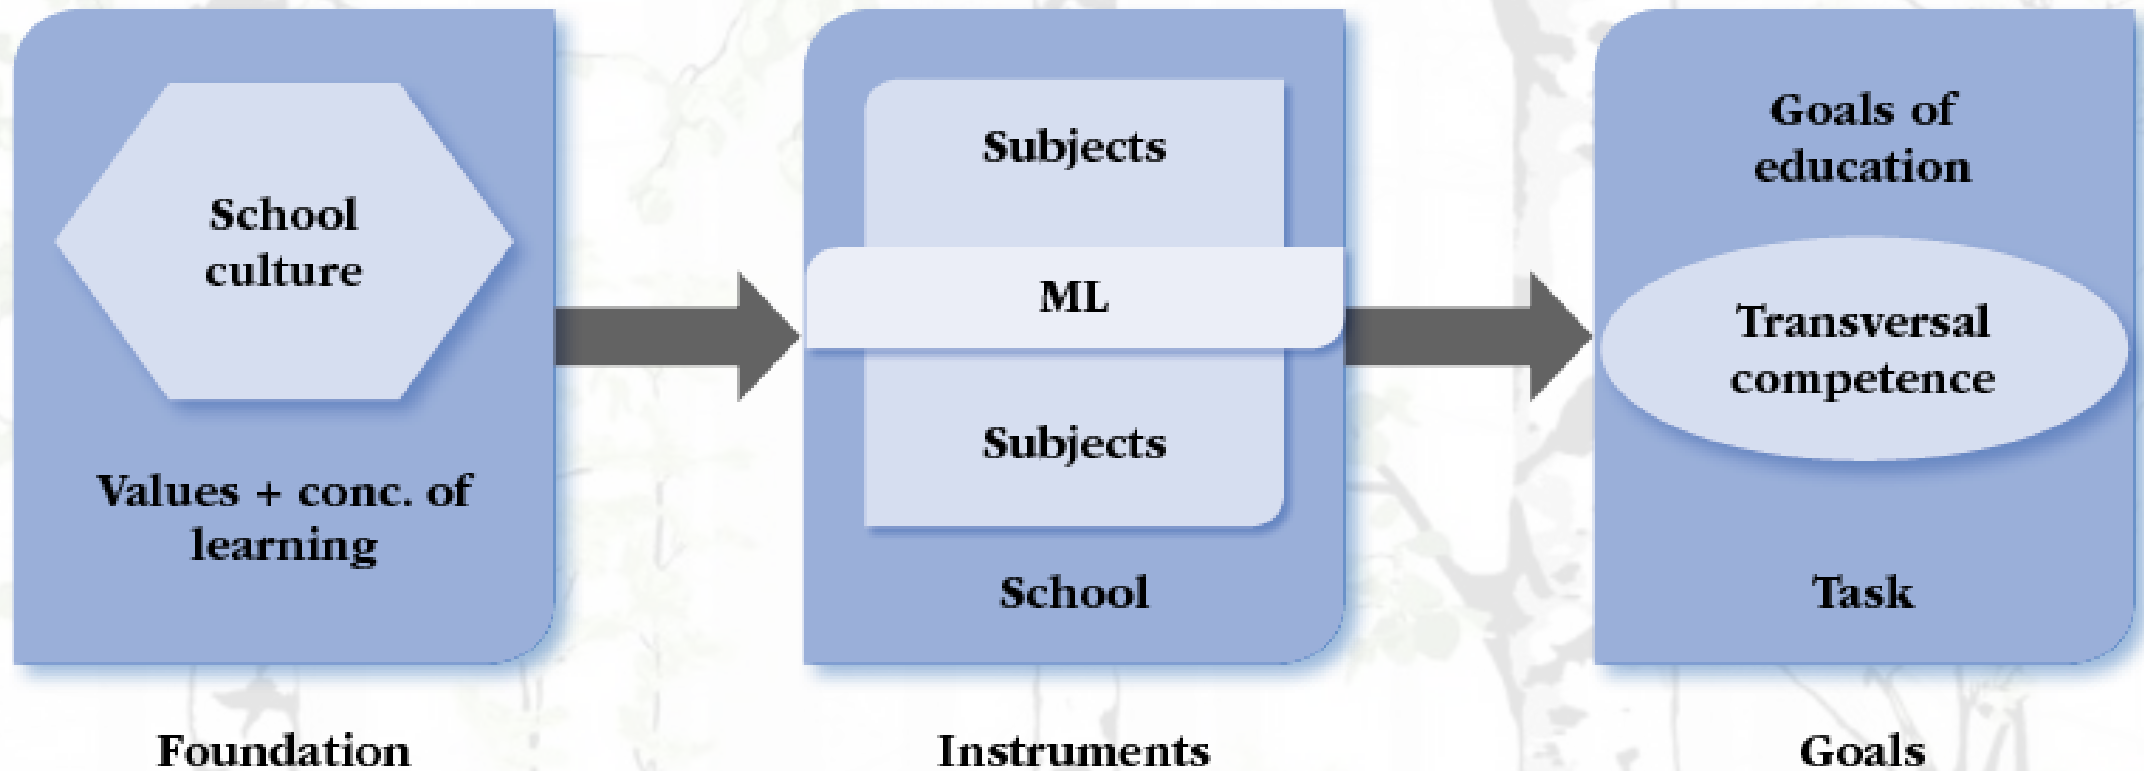 School
culture
Values + conc. of
learning
Foundation
Subjects
ML
Subjects
School
Instruments
Goals of
education
Transversal
competence
Task
Goals